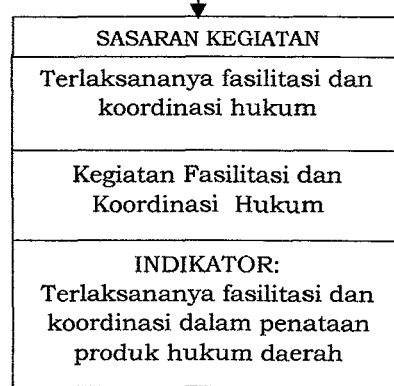 SASARAN KEGIATAN
Terlaksananya fasilitasi dan
koordinasi hukum
Kegiatan Fasilitasi dan
Koordinasi Hukum
INDIKATOR:
Terlaksananya fasilitasi dan
koordinasi dalam penataan
produk hukum daerah